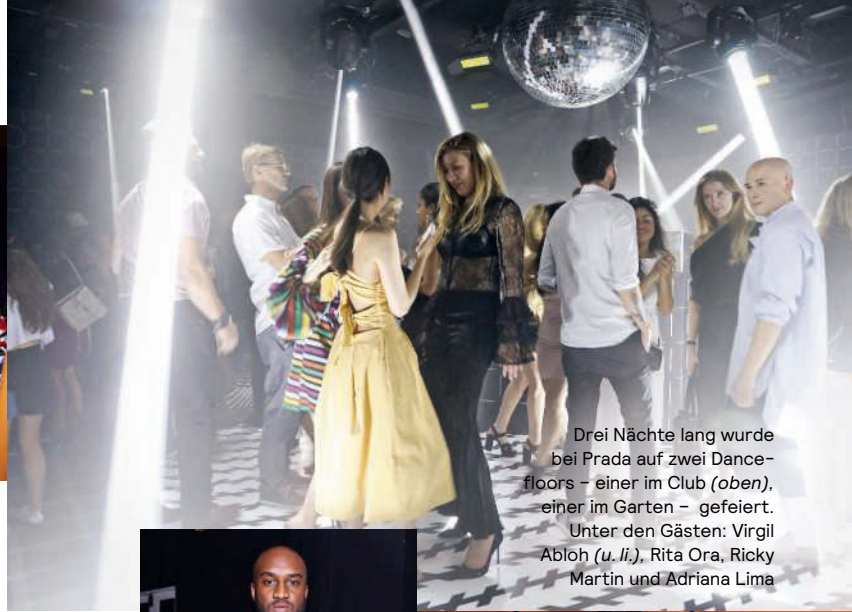 Drei Nächte lang wurde
bei Prada auf zwei Dance-
floors – einer im Club (oben),
einer im Garten – gefeiert.
Unter den Gästen: Virgil
Abloh (u. li.), Rita Ora, Ricky
Martin und Adriana Lima